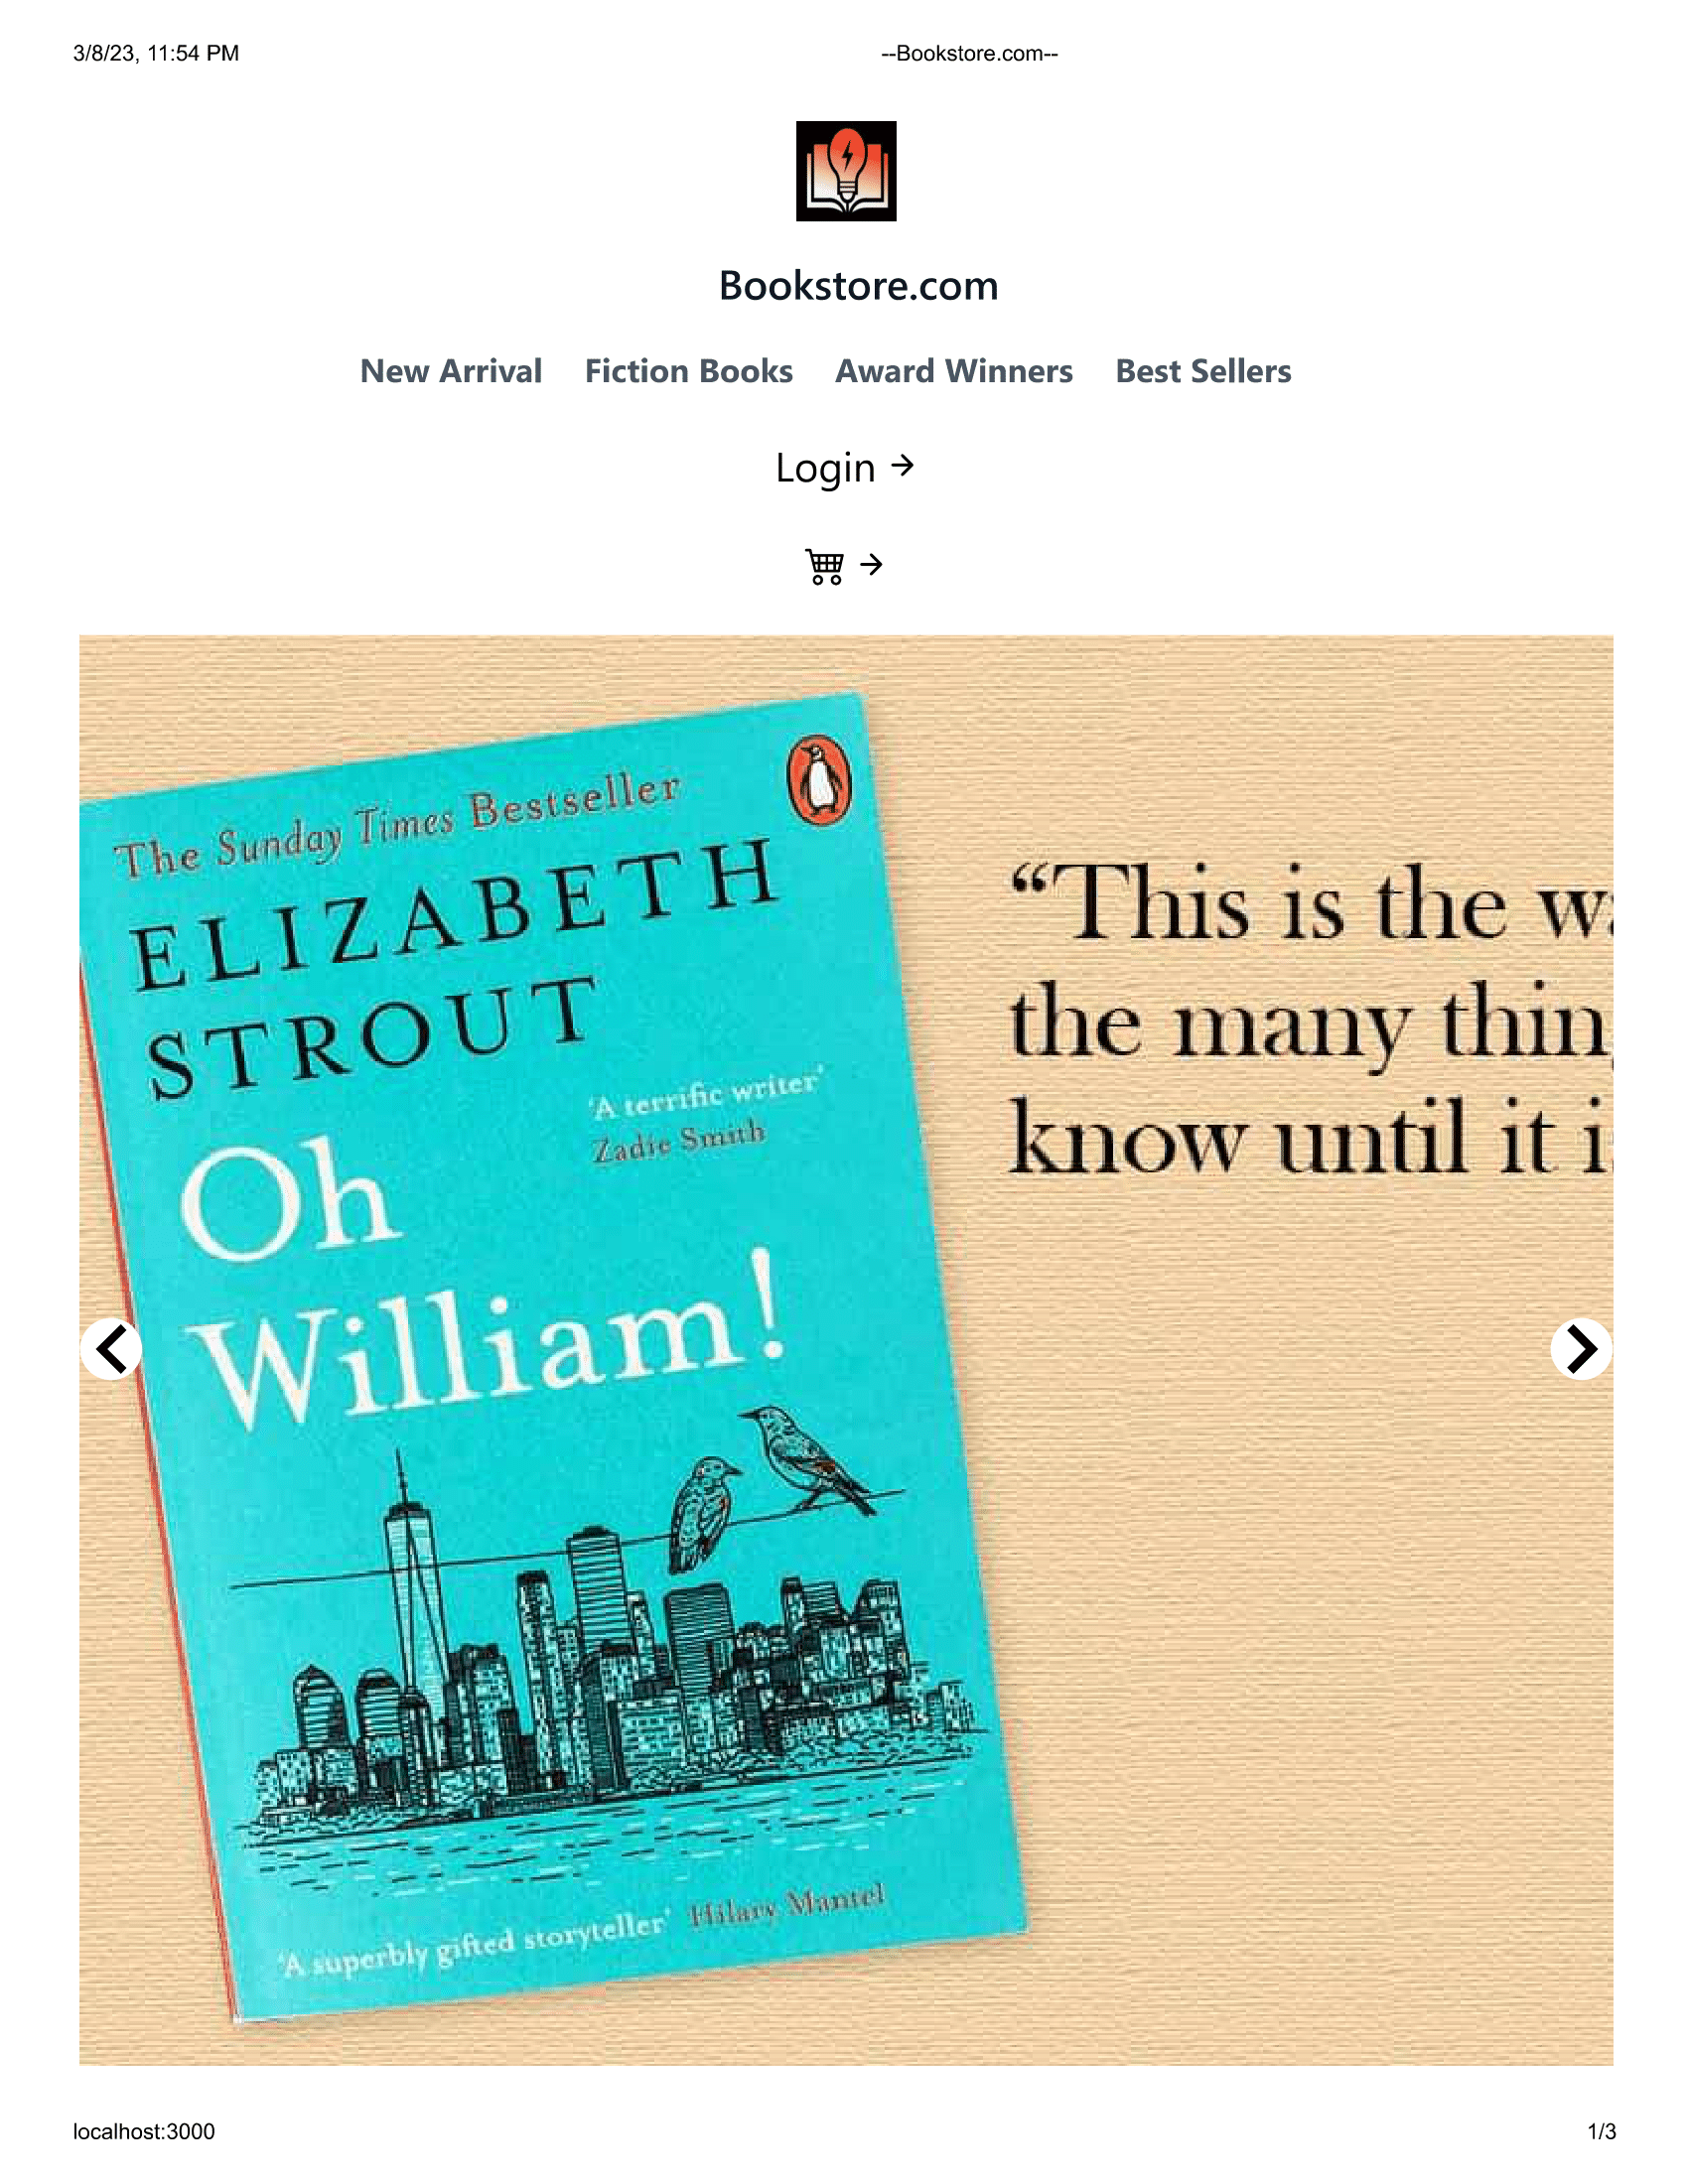 3/8/23, 11:54 PM --Bookstore.com--
Bookstore.com
New Arrival Fiction Books Award Winners Best Sellers
Login →
→
The Sunday Times Bestseller
ELIZABETH
STROUT
‘A terrific writer’
Zadie Smith
Oh
William!
‘A superbly gifted storyteller’ Hilary Mantel
“This is the
the many
know until it
localhost:3000 1/3